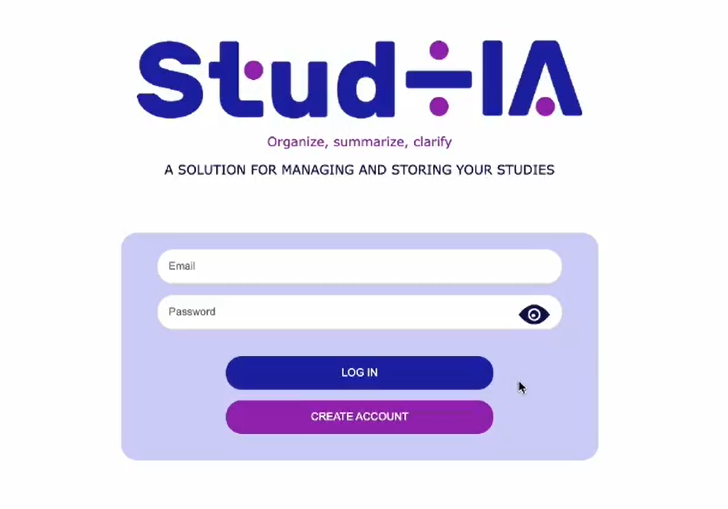 Stud÷IA
Organize, summarize, clarify
A SOLUTION FOR MANAGING AND STORING YOUR STUDIES
Email
Password
LOG IN
CREATE ACCOUNT